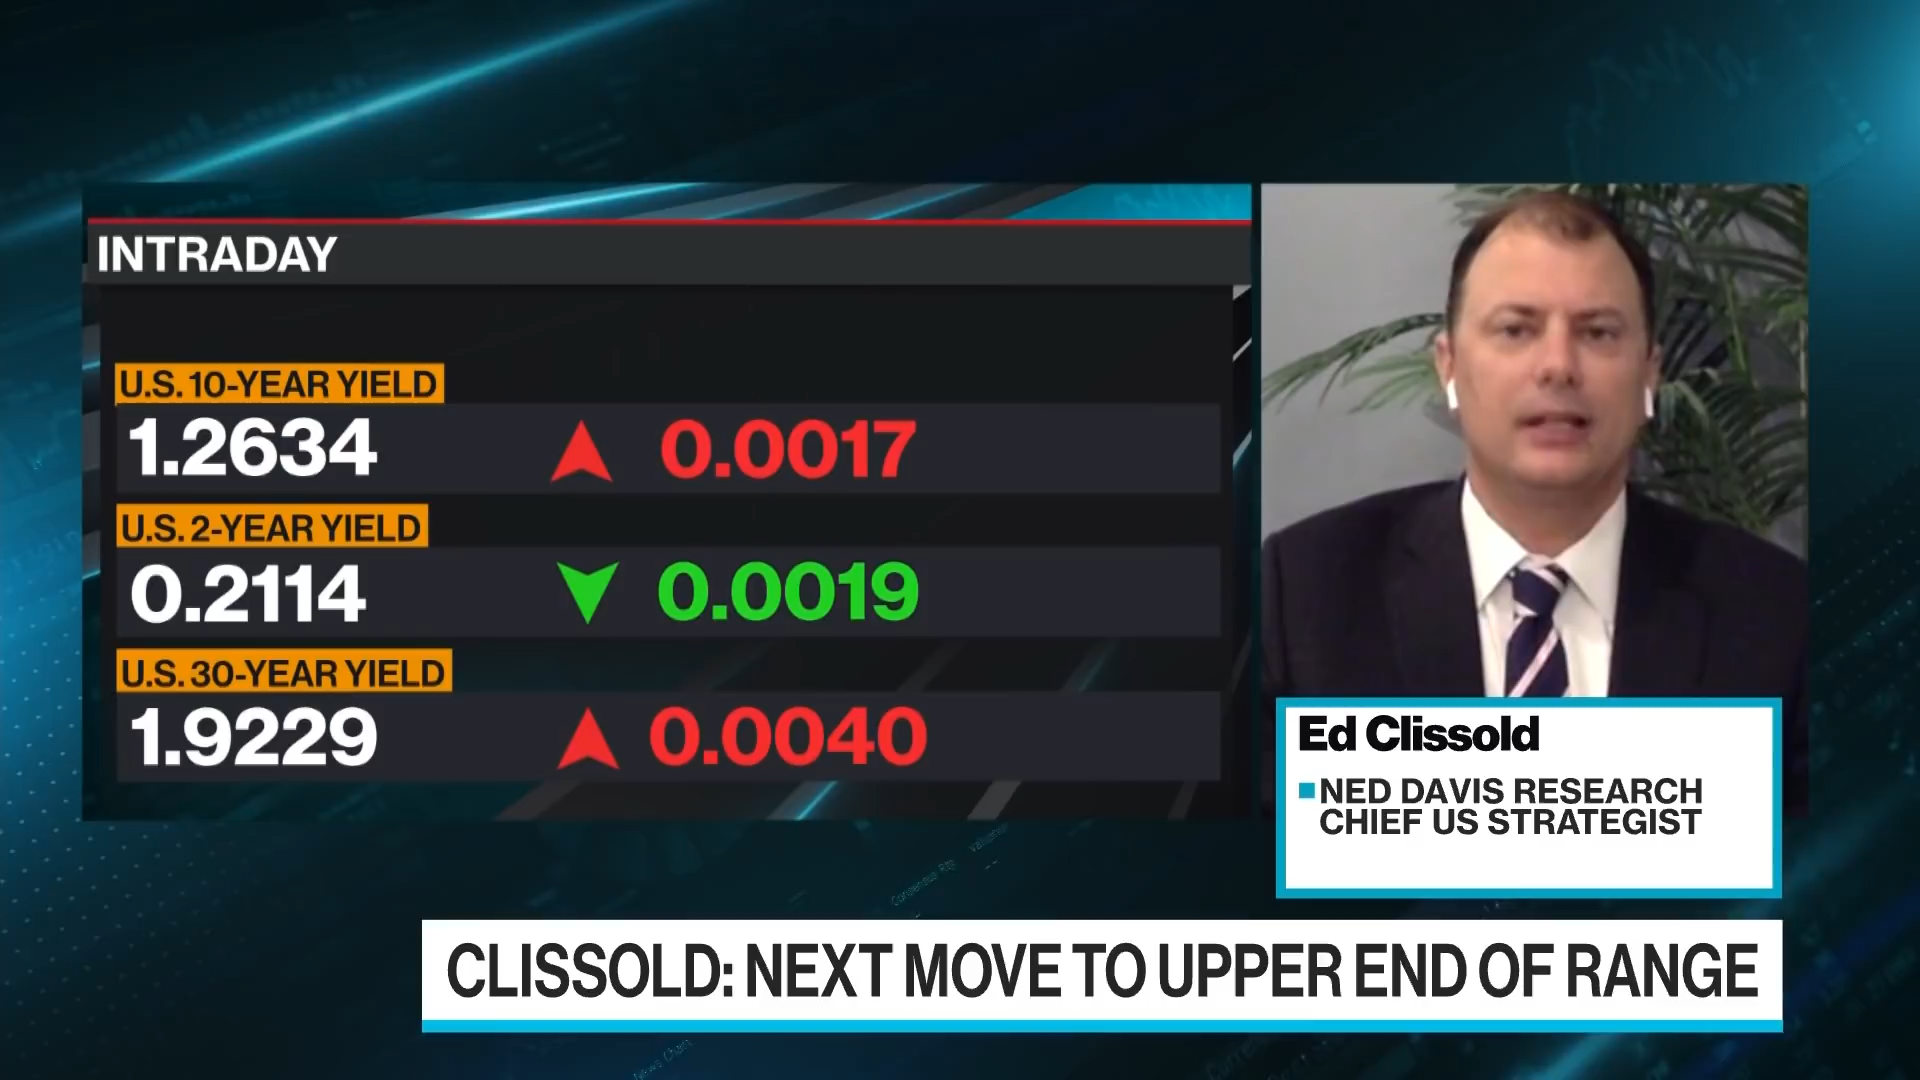 INTRADAY
U.S. 10-YEAR YIELD
1.2634 ▲ 0.0017
U.S. 2-YEAR YIELD
0.2114 ▼ 0.0019
U.S. 30-YEAR YIELD
1.9229 ▲ 0.0040
Ed Clissold
NED DAVIS RESEARCH
CHIEF US STRATEGIST
CLISSOLD: NEXT MOVE TO UPPER END OF RANGE